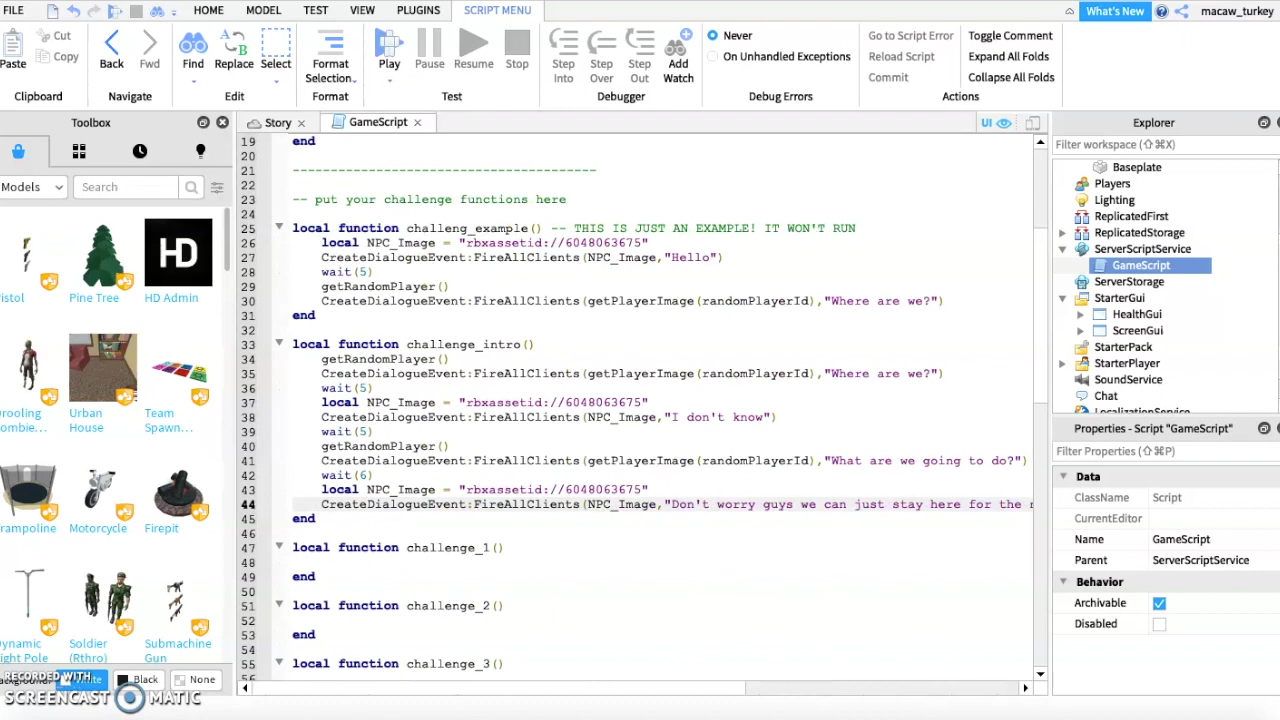 FILE HOME MODEL TEST VIEW PLUGINS SCRIPT MENU What's New macaw_turkey
Paste Cut Copy Back Fwd Find Replace Select Format Selection Play Pause Resume Stop Step Into Step Over Step Out Add Watch Never On Unhandled Exceptions Go to Script Error Reload Script Commit Toggle Comment Expand All Folds Collapse All Folds
Clipboard Navigate Edit Format Test Debugger Debug Errors Actions
Toolbox
Models Search
Pistol Pine Tree HD Admin
HD
Drooling Zombie... Urban House Team Spawn...
Trampoline Motorcycle Firepit
Dynamic Light Pole Soldier (Rthro) Submachine Gun
Background: White Black None
RECORDED WITH
SCREENCAST MATIC
Story GameScript UI
19 end
20
21 ----------------------------------------
22
23 -- put your challenge functions here
24
25 local function challeng_example() -- THIS IS JUST AN EXAMPLE! IT WON'T RUN
26 local NPC_Image = "rbxassetid://6048063675"
27 CreateDialogueEvent:FireAllClients(NPC_Image,"Hello")
28 wait(5)
29 getRandomPlayer()
30 CreateDialogueEvent:FireAllClients(getPlayerImage(randomPlayerId),"Where are we?")
31 end
32
33 local function challenge_intro()
34 getRandomPlayer()
35 CreateDialogueEvent:FireAllClients(getPlayerImage(randomPlayerId),"Where are we?")
36 wait(5)
37 local NPC_Image = "rbxassetid://6048063675"
38 CreateDialogueEvent:FireAllClients(NPC_Image,"I don't know")
39 wait(5)
40 getRandomPlayer()
41 CreateDialogueEvent:FireAllClients(getPlayerImage(randomPlayerId),"What are we going to do?")
42 wait(6)
43 local NPC_Image = "rbxassetid://6048063675"
44 CreateDialogueEvent:FireAllClients(NPC_Image,"Don't worry guys we can just stay here for the
45 end
46
47 local function challenge_1()
48
49 end
50
51 local function challenge_2()
52
53 end
54
55 local function challenge_3()
56
Explorer
Filter workspace (⇧⌘X)
Baseplate
Players
Lighting
ReplicatedFirst
ReplicatedStorage
ServerScriptService
GameScript
ServerStorage
StarterGui
HealthGui
ScreenGui
StarterPack
StarterPlayer
SoundService
Chat
LocalizationService
Properties - Script "GameScript"
Filter Properties (⇧⌘P)
Data
ClassName Script
CurrentEditor
Name GameScript
Parent ServerScriptService
Behavior
Archivable
Disabled